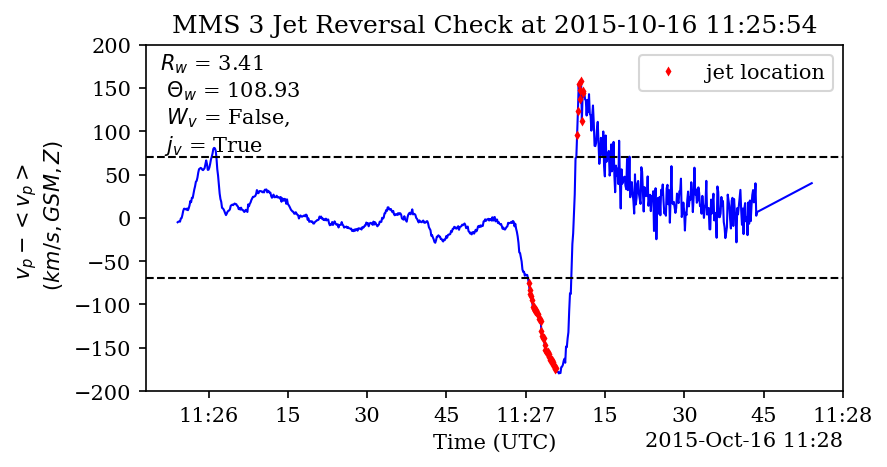 MMS 3 Jet Reversal Check at 2015-10-16 11:25:54
R_w = 3.41
Θ_w = 108.93
W_v = False,
j_v = True
jet location
v_p − < v_p >
(km/s, GSM, Z)
200
150
100
50
0
−50
−100
−150
−200
11:26 15 30 45 11:27 15 30 45 11:28
Time (UTC) 2015-Oct-16 11:28